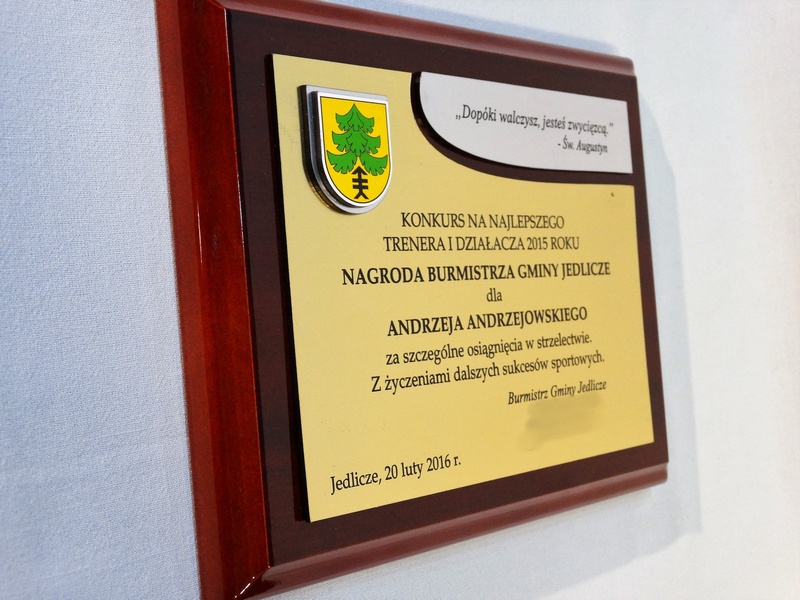 „Dopóki walczysz, jesteś zwycięzcą."
- Św. Augustyn
KONKURS NA NAJLEPSZEGO
TRENERA I DZIAŁACZA 2015 ROKU
NAGRODA BURMISTRZA GMINY JEDLICZE
dla
ANDRZEJA ANDRZEJOWSKIEGO
za szczególne osiągnięcia w strzelectwie.
Z życzeniami dalszych sukcesów sportowych.
Burmistrz Gminy Jedlicze
Jedlicze, 20 luty 2016 r.